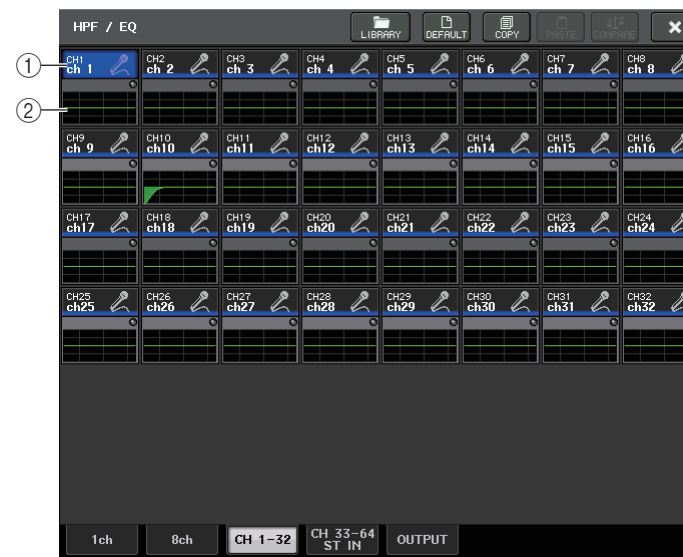 HPF / EQ
LIBRARY DEFAULT COPY PASTE COMPARE
1 CH1 CH2 CH3 CH4 CH5 CH6 CH7 CH8
ch 1 ch 2 ch 3 ch 4 ch 5 ch 6 ch 7 ch 8
2
CH9 CH10 CH11 CH12 CH13 CH14 CH15 CH16
ch 9 ch10 ch11 ch12 ch13 ch14 ch15 ch16
CH17 CH18 CH19 CH20 CH21 CH22 CH23 CH24
ch17 ch18 ch19 ch20 ch21 ch22 ch23 ch24
CH25 CH26 CH27 CH28 CH29 CH30 CH31 CH32
ch25 ch26 ch27 ch28 ch29 ch30 ch31 ch32
1ch 8ch CH 1-32 CH 33-64 OUTPUT
ST IN